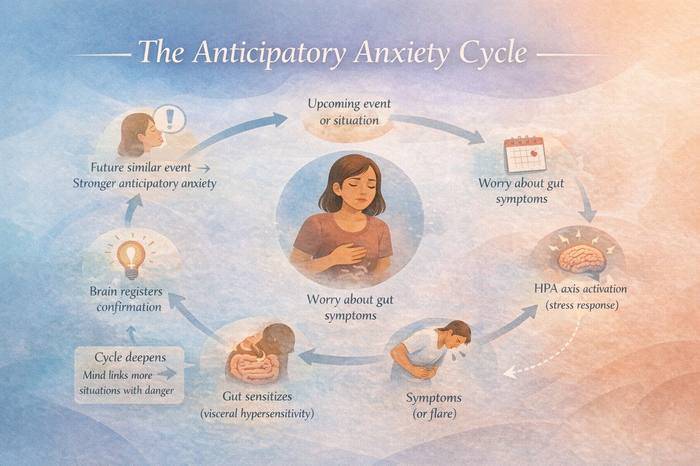 The Anticipatory Anxiety Cycle
Upcoming event
or situation
Worry about gut
symptoms
HPA axis activation
(stress response)
Symptoms
(or flare)
Gut sensitizes
(visceral hypersensitivity)
Cycle deepens
Mind links more →
situations with danger
Brain registers
confirmation
Future similar event →
Stronger anticipatory anxiety
!
Worry about gut
symptoms